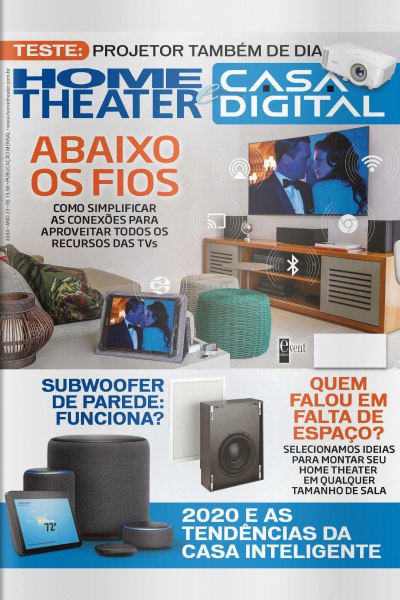 TESTE: PROJETOR TAMBÉM DE DIA
HOME THEATER e CASA DIGITAL
ABAIXO
OS FIOS
COMO SIMPLIFICAR
AS CONEXÕES PARA
APROVEITAR TODOS OS
RECURSOS DAS TVs
event
SUBWOOFER
DE PAREDE:
FUNCIONA?
QUEM
FALOU EM
FALTA DE
ESPAÇO?
SELECIONAMOS IDEIAS
PARA MONTAR SEU
HOME THEATER
EM QUALQUER
TAMANHO DE SALA
72°
2020 E AS
TENDÊNCIAS DA
CASA INTELIGENTE